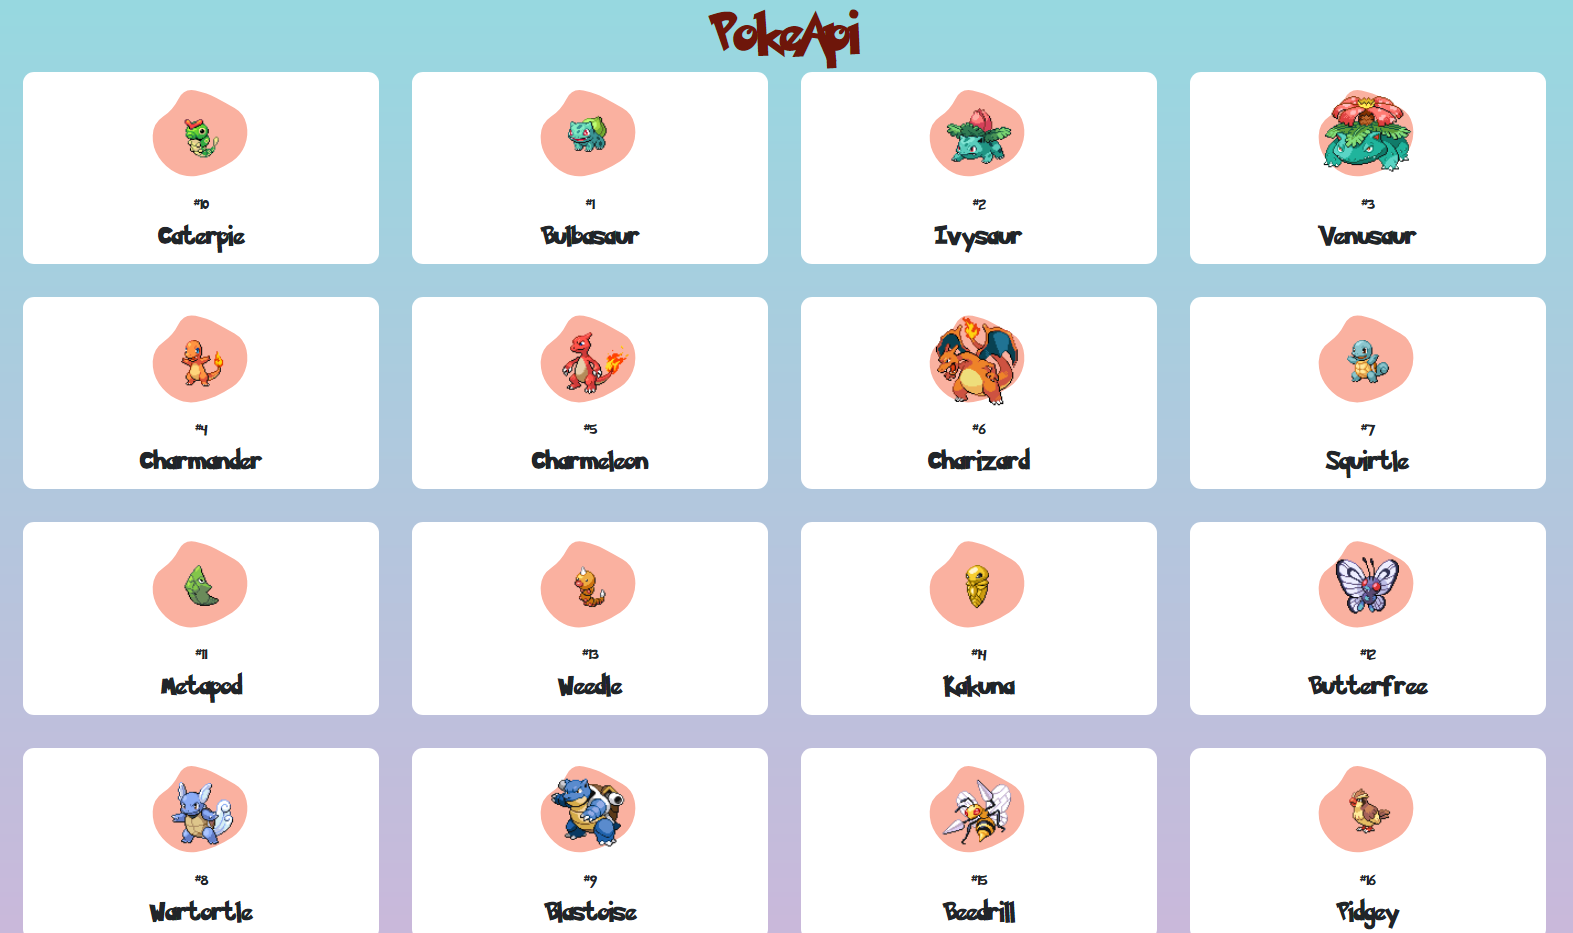 PokeApi
#10
Caterpie
#1
Bulbasaur
#2
Ivysaur
#3
Venusaur
#4
Charmander
#5
Charmeleon
#6
Charizard
#7
Squirtle
#11
Metapod
#13
Weedle
#14
Kakuna
#12
Butterfree
#8
Wartortle
#9
Blastoise
#15
Beedrill
#16
Pidgey